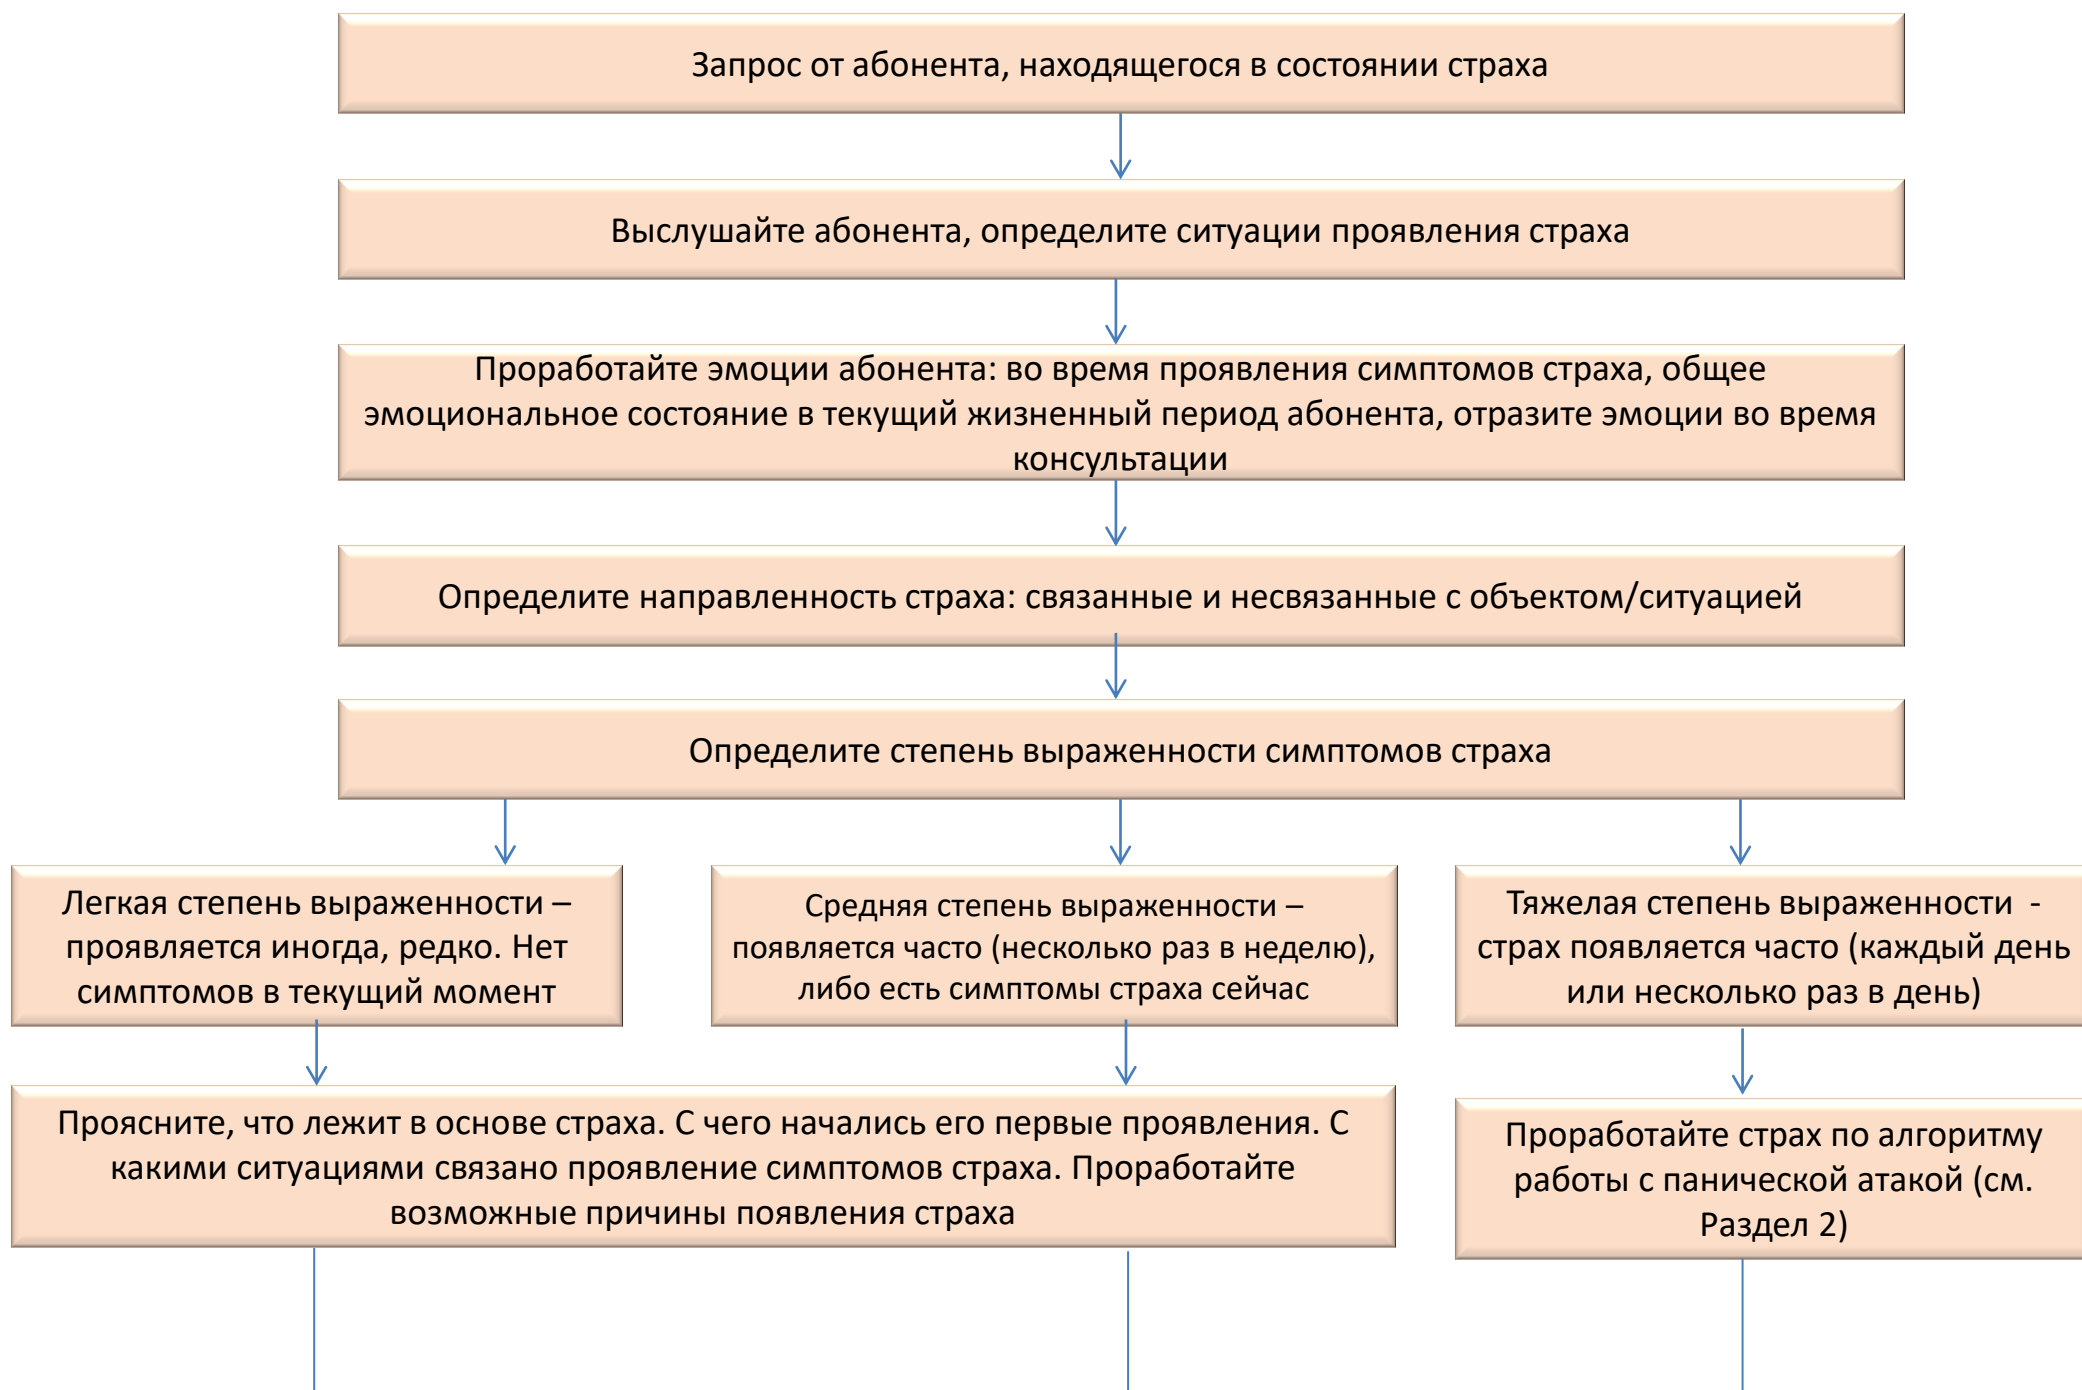 Запрос от абонента, находящегося в состоянии страха
Выслушайте абонента, определите ситуации проявления страха
Проработайте эмоции абонента: во время проявления симптомов страха, общее
эмоциональное состояние в текущий жизненный период абонента, отразите эмоции во время
консультации
Определите направленность страха: связанные и несвязанные с объектом/ситуацией
Определите степень выраженности симптомов страха
Легкая степень выраженности –
проявляется иногда, редко. Нет
симптомов в текущий момент
Средняя степень выраженности –
появляется часто (несколько раз в неделю),
либо есть симптомы страха сейчас
Тяжелая степень выраженности  -
страх появляется часто (каждый день
или несколько раз в день)
Проясните, что лежит в основе страха. С чего начались его первые проявления. С
какими ситуациями связано проявление симптомов страха. Проработайте
возможные причины появления страха
Проработайте страх по алгоритму
работы с панической атакой (см.
Раздел 2)